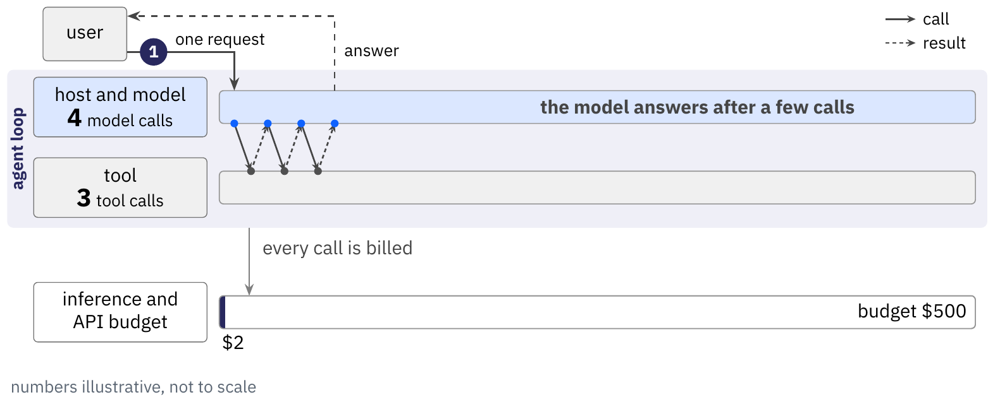 user
1
one request
answer
call
result
agent loop
host and model
4 model calls
the model answers after a few calls
tool
3 tool calls
every call is billed
inference and
API budget
budget $500
$2
numbers illustrative, not to scale